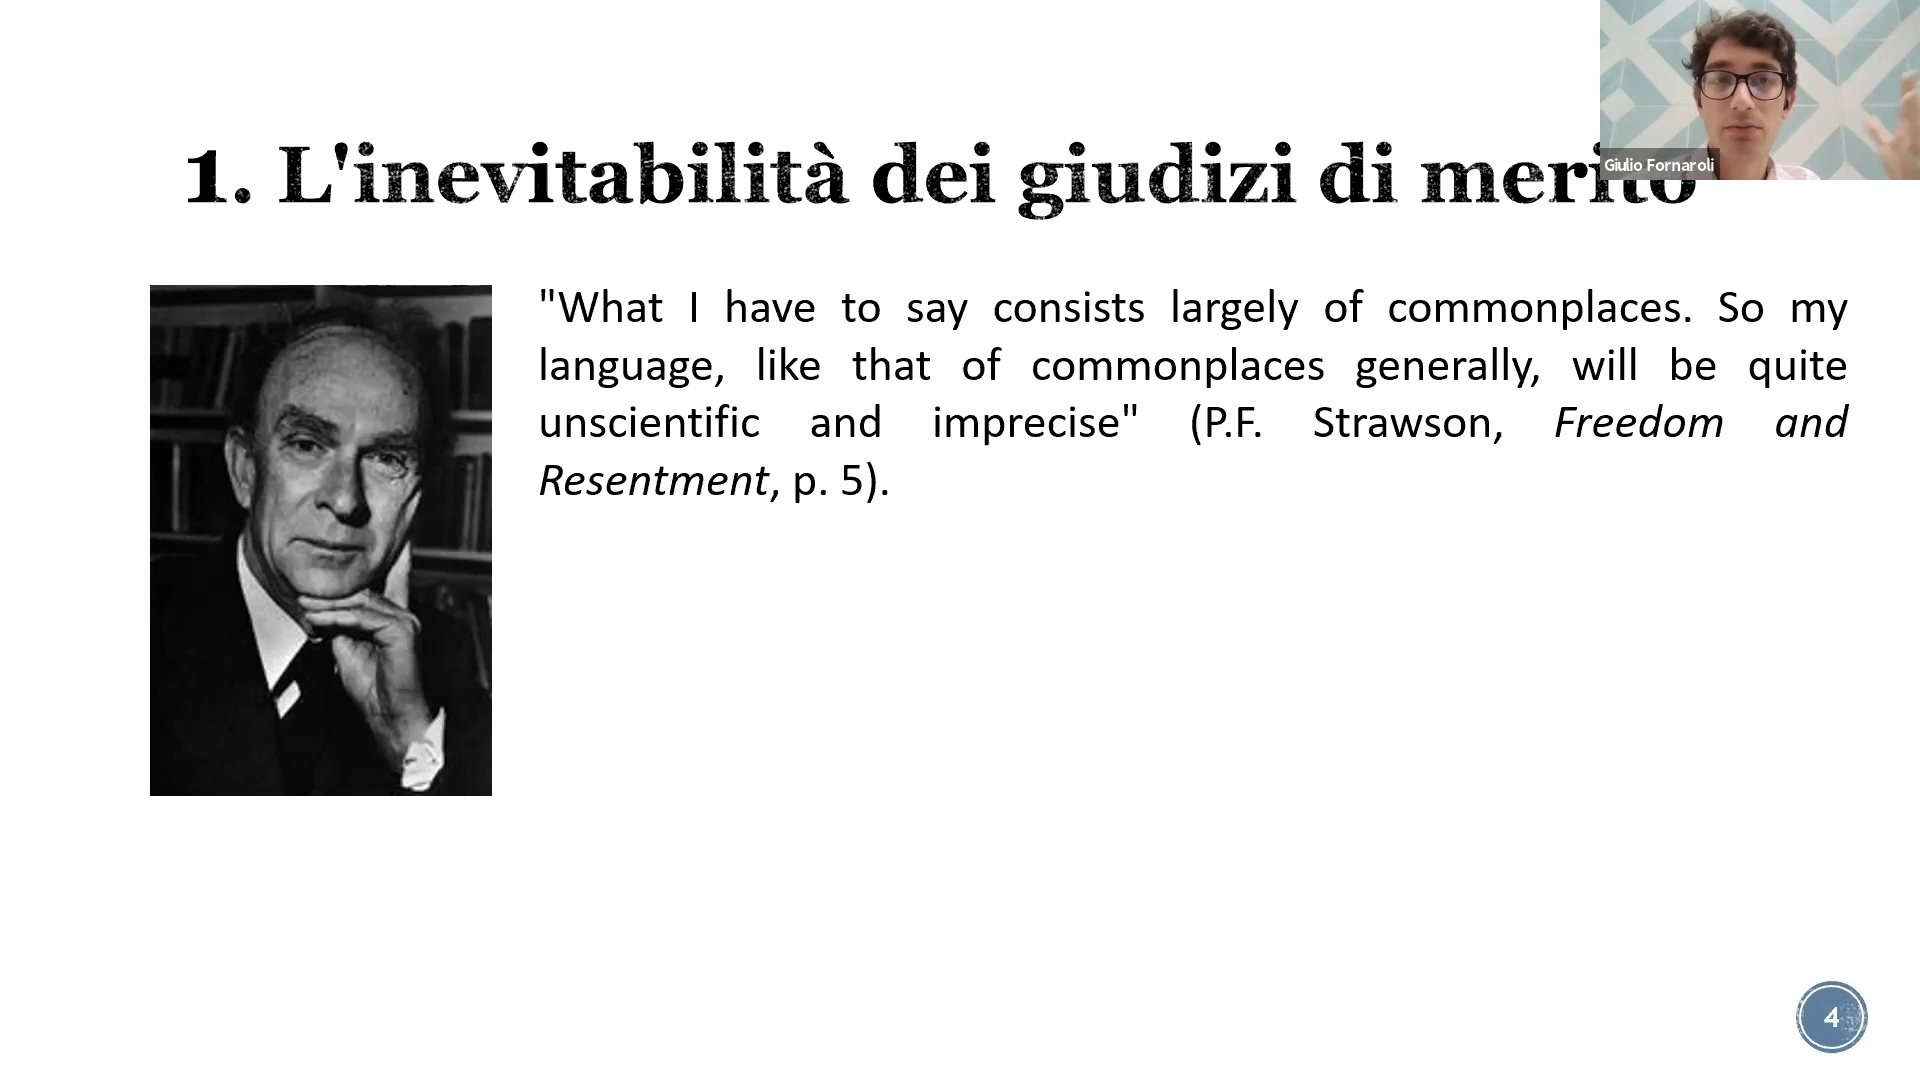 1. L'inevitabilità dei giudizi di merito
Giulio Fornaroli
"What I have to say consists largely of commonplaces. So my
language, like that of commonplaces generally, will be quite
unscientific and imprecise" (P.F. Strawson, Freedom and
Resentment, p. 5).
4